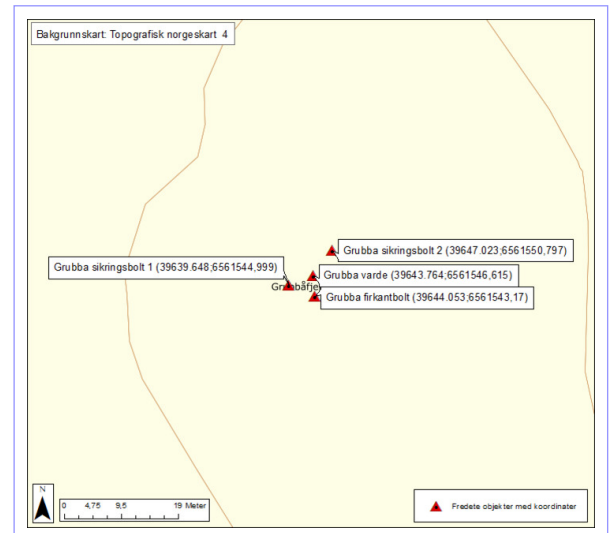 Bakgrunnskart: Topografisk norgeskart 4
Grubba sikringsbolt 2 (39647.023;6561550,797)
Grubba sikringsbolt 1 (39639.648;6561544,999)
Grubba varde (39643.764;6561546,615)
Grubba firkantbolt (39644.053;6561543,17)
N
0 4,75 9,5 19 Meter
Fredete objekter med koordinater